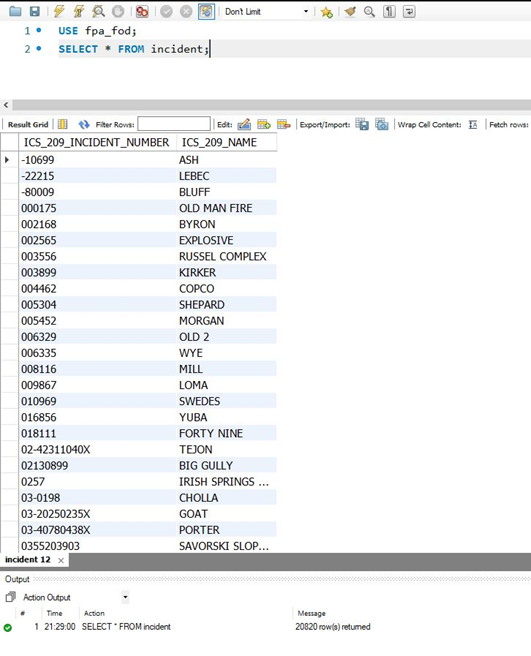 Don't Limit
1 USE fpa_fod;
2 SELECT * FROM incident;
Result Grid Filter Rows: Edit: Export/Import: Wrap Cell Content: Fetch rows:
ICS_209_INCIDENT_NUMBER ICS_209_NAME
-10699 ASH
-22215 LEBEC
-80009 BLUFF
000175 OLD MAN FIRE
002168 BYRON
002565 EXPLOSIVE
003556 RUSSEL COMPLEX
003899 KIRKER
004462 COPCO
005304 SHEPARD
005452 MORGAN
006329 OLD 2
006335 WYE
008116 MILL
009867 LOMA
010969 SWEDES
016856 YUBA
018111 FORTY NINE
02-42311040X TEJON
02130899 BIG GULLY
0257 IRISH SPRINGS ...
03-0198 CHOLLA
03-20250235X GOAT
03-40780438X PORTER
0355203903 SAVORSKI SLOP...
incident 12
Output
Action Output
# Time Action Message
1 21:29:00 SELECT * FROM incident 20820 row(s) returned